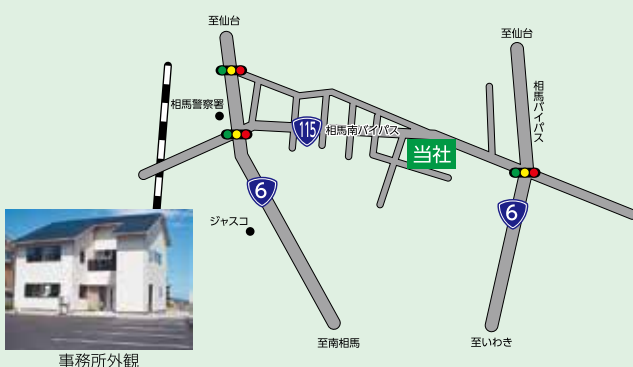 至仙台
至仙台
相馬バイパス
相馬警察署
115
相馬南バイパス
当社
6
6
ジャスコ
至南相馬
至いわき
事務所外観